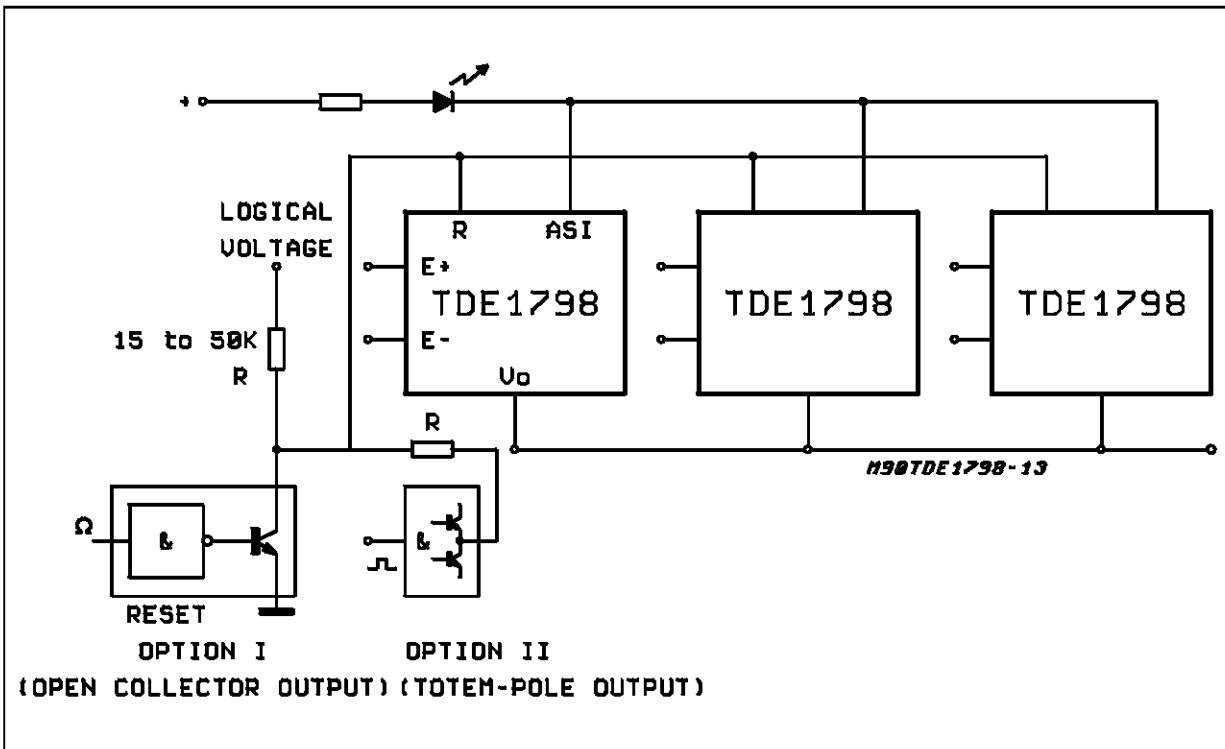 +
LOGICAL
VOLTAGE
R ASI
E+
TDE1798
E-
Vo
TDE1798
TDE1798
15 to 50K
R
R
M90TDE1798-13
Ω
&
&
RESET
OPTION I
(OPEN COLLECTOR OUTPUT)
OPTION II
(TOTEM-POLE OUTPUT)